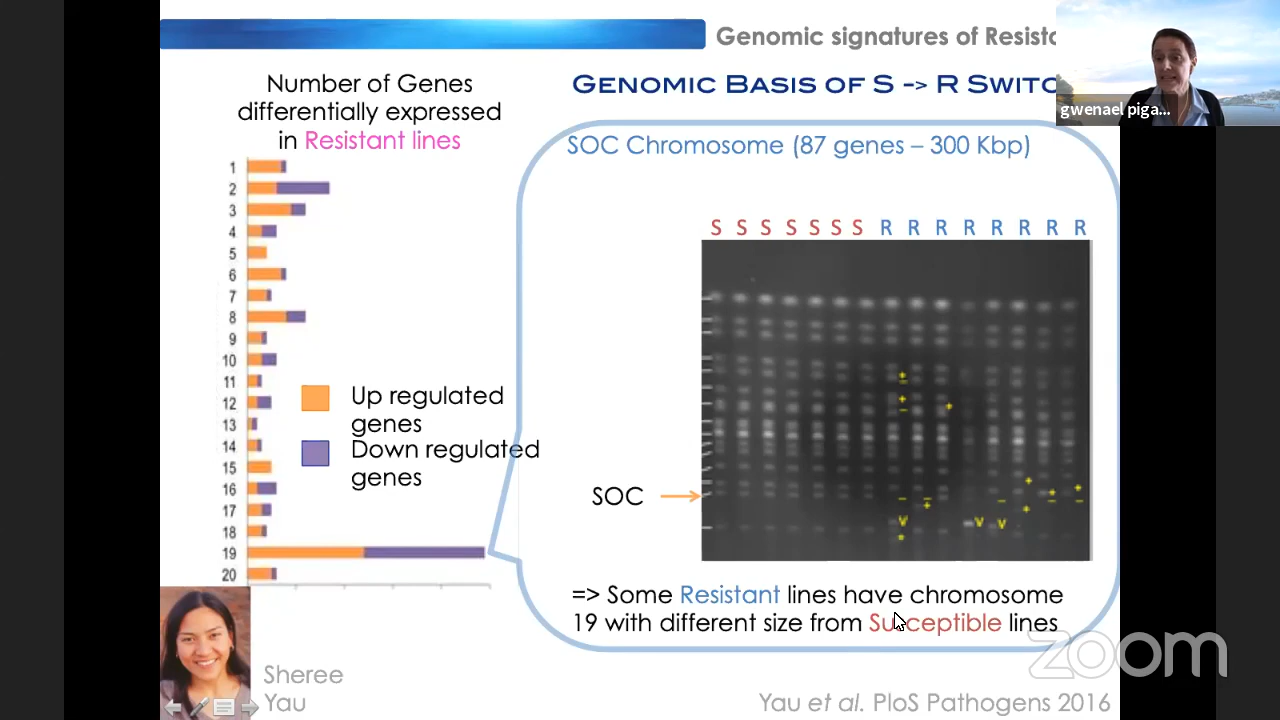 Genomic signatures of Resista
gwenael piga...
Number of Genes
differentially expressed
in Resistant lines
1
2
3
4
5
6
7
8
9
10
11
12
13
14
15
16
17
18
19
20
Up regulated
genes
Down regulated
genes
GENOMIC BASIS OF S -> R SWITC
SOC Chromosome (87 genes – 300 Kbp)
S S S S S S S R R R R R R R R
SOC
=> Some Resistant lines have chromosome
19 with different size from Susceptible lines
Sheree
Yau
zoom
Yau et al. PloS Pathogens 2016